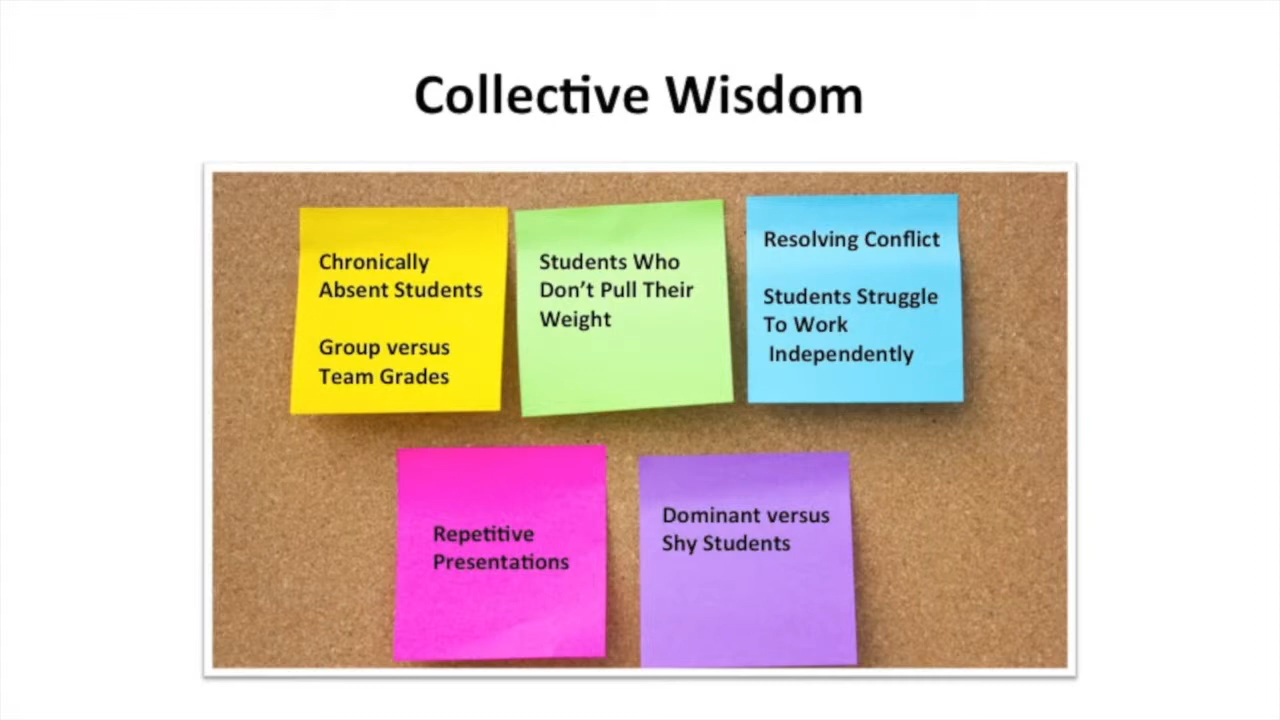 Collective Wisdom
Chronically
Absent Students
Group versus
Team Grades
Students Who
Don’t Pull Their
Weight
Resolving Conflict
Students Struggle
To Work
Independently
Repetitive
Presentations
Dominant versus
Shy Students